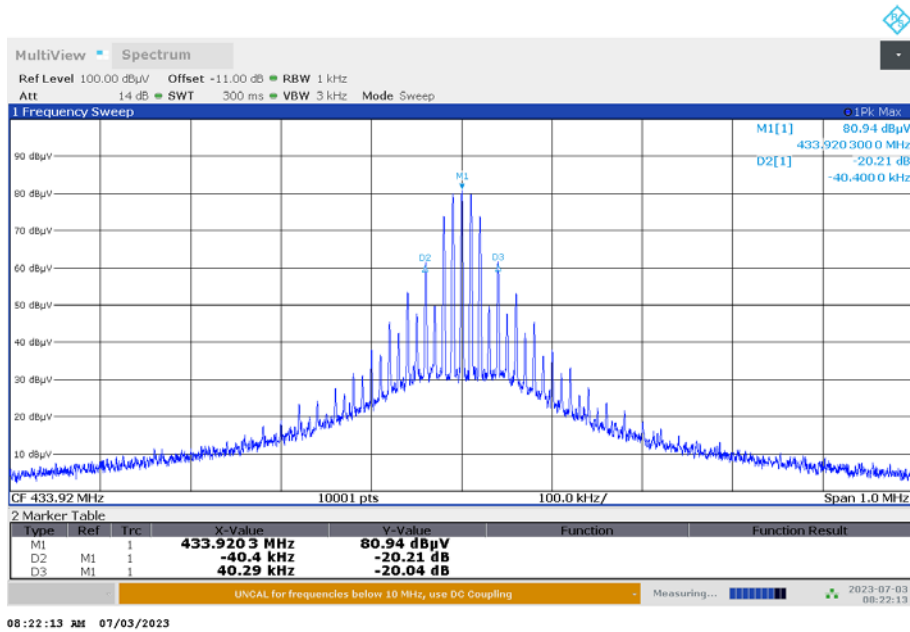 R&S
MultiView Spectrum
Ref Level 100.00 dBµV Offset -11.00 dB RBW 1 kHz
Att 14 dB SWT 300 ms VBW 3 kHz Mode Sweep
1 Frequency Sweep 1Pk Max
M1[1] 80.94 dBµV
433.920 300 0 MHz
D2[1] -20.21 dB
-40.400 0 kHz
90 dBµV
M1
80 dBµV
70 dBµV
D2 D3
60 dBµV
50 dBµV
40 dBµV
30 dBµV
20 dBµV
10 dBµV
CF 433.92 MHz 10001 pts 100.0 kHz/ Span 1.0 MHz
2 Marker Table
Type Ref Trc X-Value Y-Value Function Function Result
M1 1 433.920 3 MHz 80.94 dBµV
D2 M1 1 -40.4 kHz -20.21 dB
D3 M1 1 40.29 kHz -20.04 dB
UNCAL for frequencies below 10 MHz, use DC Coupling Measuring... 2023-07-03
08:22:13
08:22:13 AM 07/03/2023